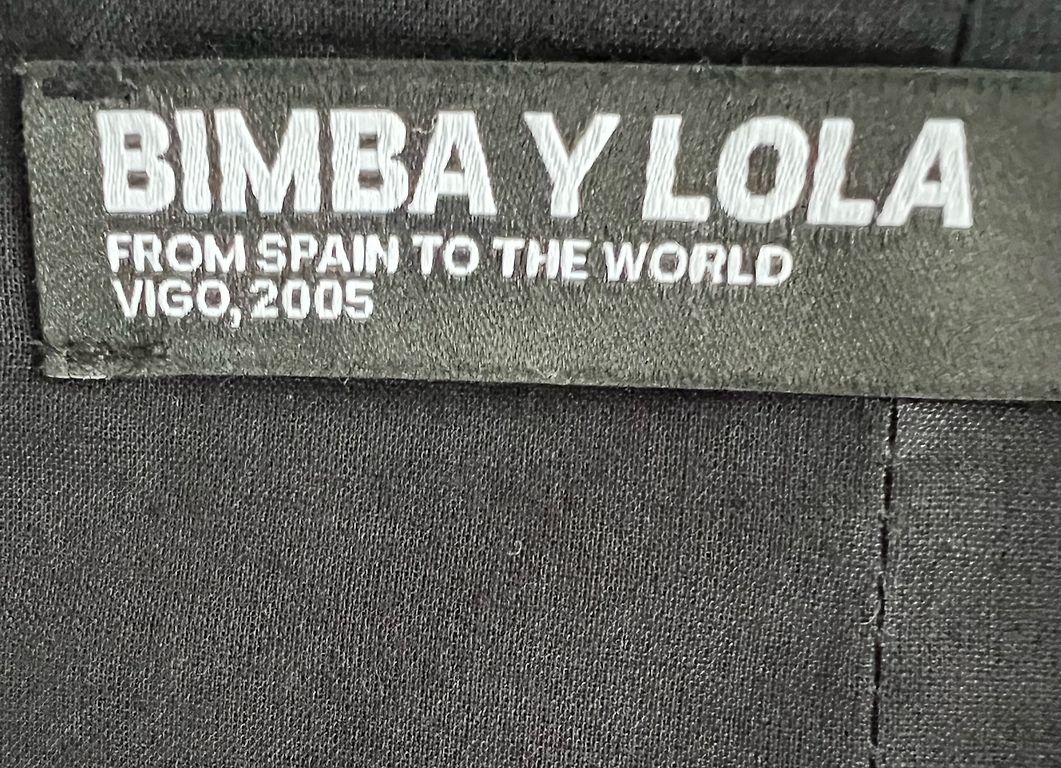 BIMBA Y LOLA
FROM SPAIN TO THE WORLD
VIGO, 2005